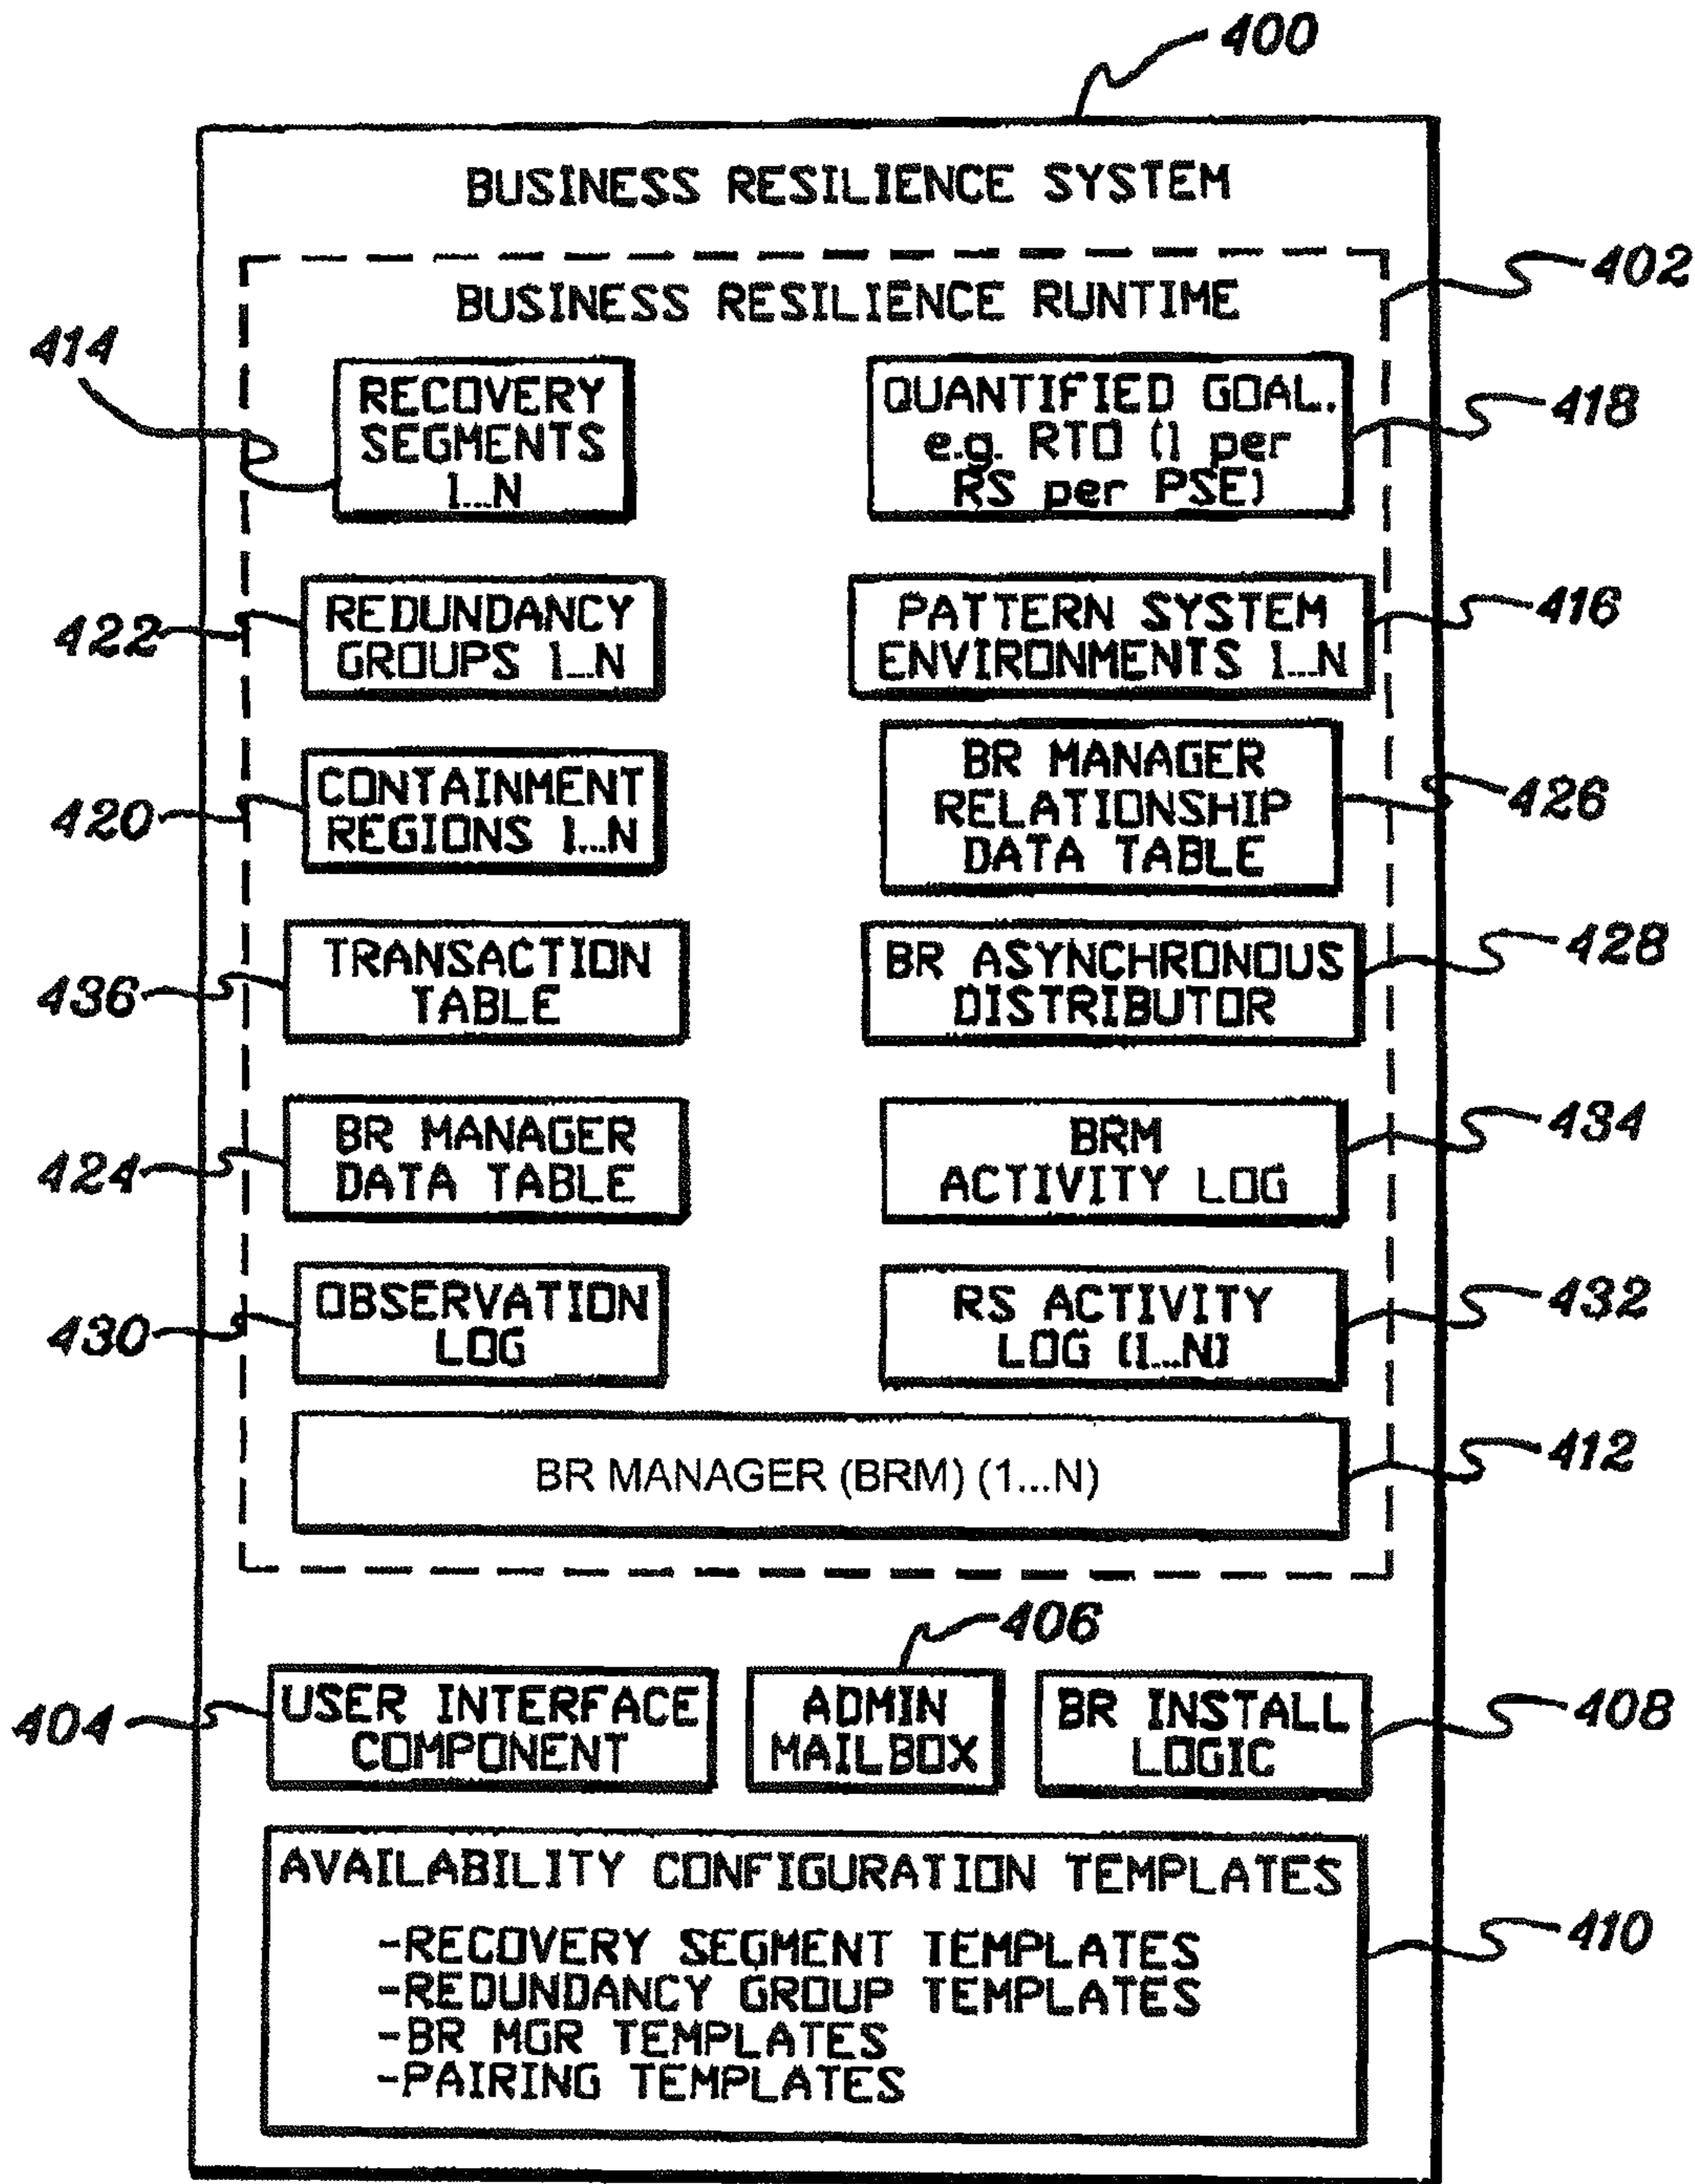 400
BUSINESS RESILIENCE SYSTEM
402
BUSINESS RESILIENCE RUNTIME
414
RECOVERY
SEGMENTS
1...N
QUANTIFIED GOAL.
e.g. RTO (1 per
RS per PSE)
418
422
REDUNDANCY
GROUPS 1...N
PATTERN SYSTEM
ENVIRONMENTS 1...N
416
420
CONTAINMENT
REGIONS 1...N
BR MANAGER
RELATIONSHIP
DATA TABLE
426
436
TRANSACTION
TABLE
BR ASYNCHRONOUS
DISTRIBUTOR
428
424
BR MANAGER
DATA TABLE
BRM
ACTIVITY LOG
434
430
OBSERVATION
LOG
RS ACTIVITY
LOG (1...N)
432
BR MANAGER (BRM) (1...N)
412
406
404
USER INTERFACE
COMPONENT
ADMIN
MAILBOX
BR INSTALL
LOGIC
408
AVAILABILITY CONFIGURATION TEMPLATES
-RECOVERY SEGMENT TEMPLATES
-REDUNDANCY GROUP TEMPLATES
-BR MGR TEMPLATES
-PAIRING TEMPLATES
410